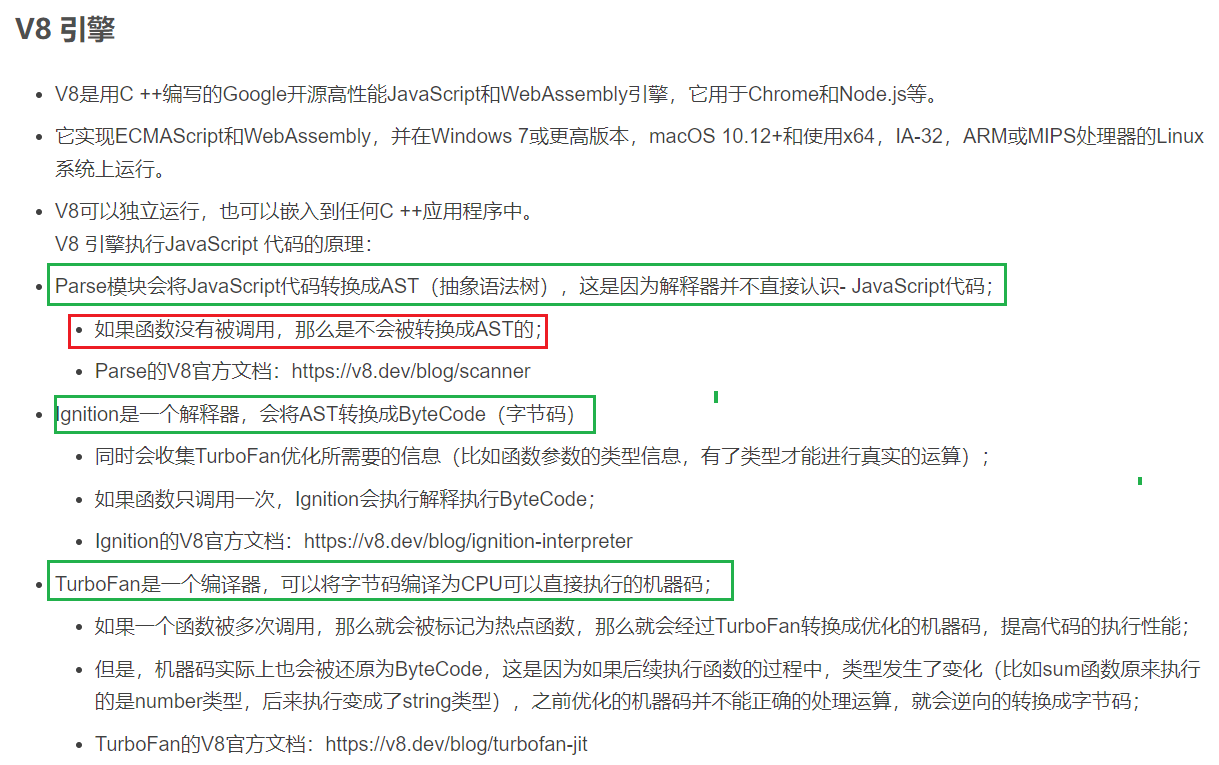 V8 引擎
V8是用C ++编写的Google开源高性能JavaScript和WebAssembly引擎，它用于Chrome和Node.js等。
它实现ECMAScript和WebAssembly，并在Windows 7或更高版本，macOS 10.12+和使用x64，IA-32，ARM或MIPS处理器的Linux
系统上运行。
V8可以独立运行，也可以嵌入到任何C ++应用程序中。
V8 引擎执行JavaScript 代码的原理：
Parse模块会将JavaScript代码转换成AST（抽象语法树），这是因为解释器并不直接认识- JavaScript代码；
如果函数没有被调用，那么是不会被转换成AST的；
Parse的V8官方文档：https://v8.dev/blog/scanner
Ignition是一个解释器，会将AST转换成ByteCode（字节码）
同时会收集TurboFan优化所需要的信息（比如函数参数的类型信息，有了类型才能进行真实的运算）；
如果函数只调用一次，Ignition会执行解释执行ByteCode；
Ignition的V8官方文档：https://v8.dev/blog/ignition-interpreter
TurboFan是一个编译器，可以将字节码编译为CPU可以直接执行的机器码；
如果一个函数被多次调用，那么就会被标记为热点函数，那么就会经过TurboFan转换成优化的机器码，提高代码的执行性能；
但是，机器码实际上也会被还原为ByteCode，这是因为如果后续执行函数的过程中，类型发生了变化（比如sum函数原来执行
的是number类型，后来执行变成了string类型），之前优化的机器码并不能正确的处理运算，就会逆向的转换成字节码；
TurboFan的V8官方文档：https://v8.dev/blog/turbofan-jit